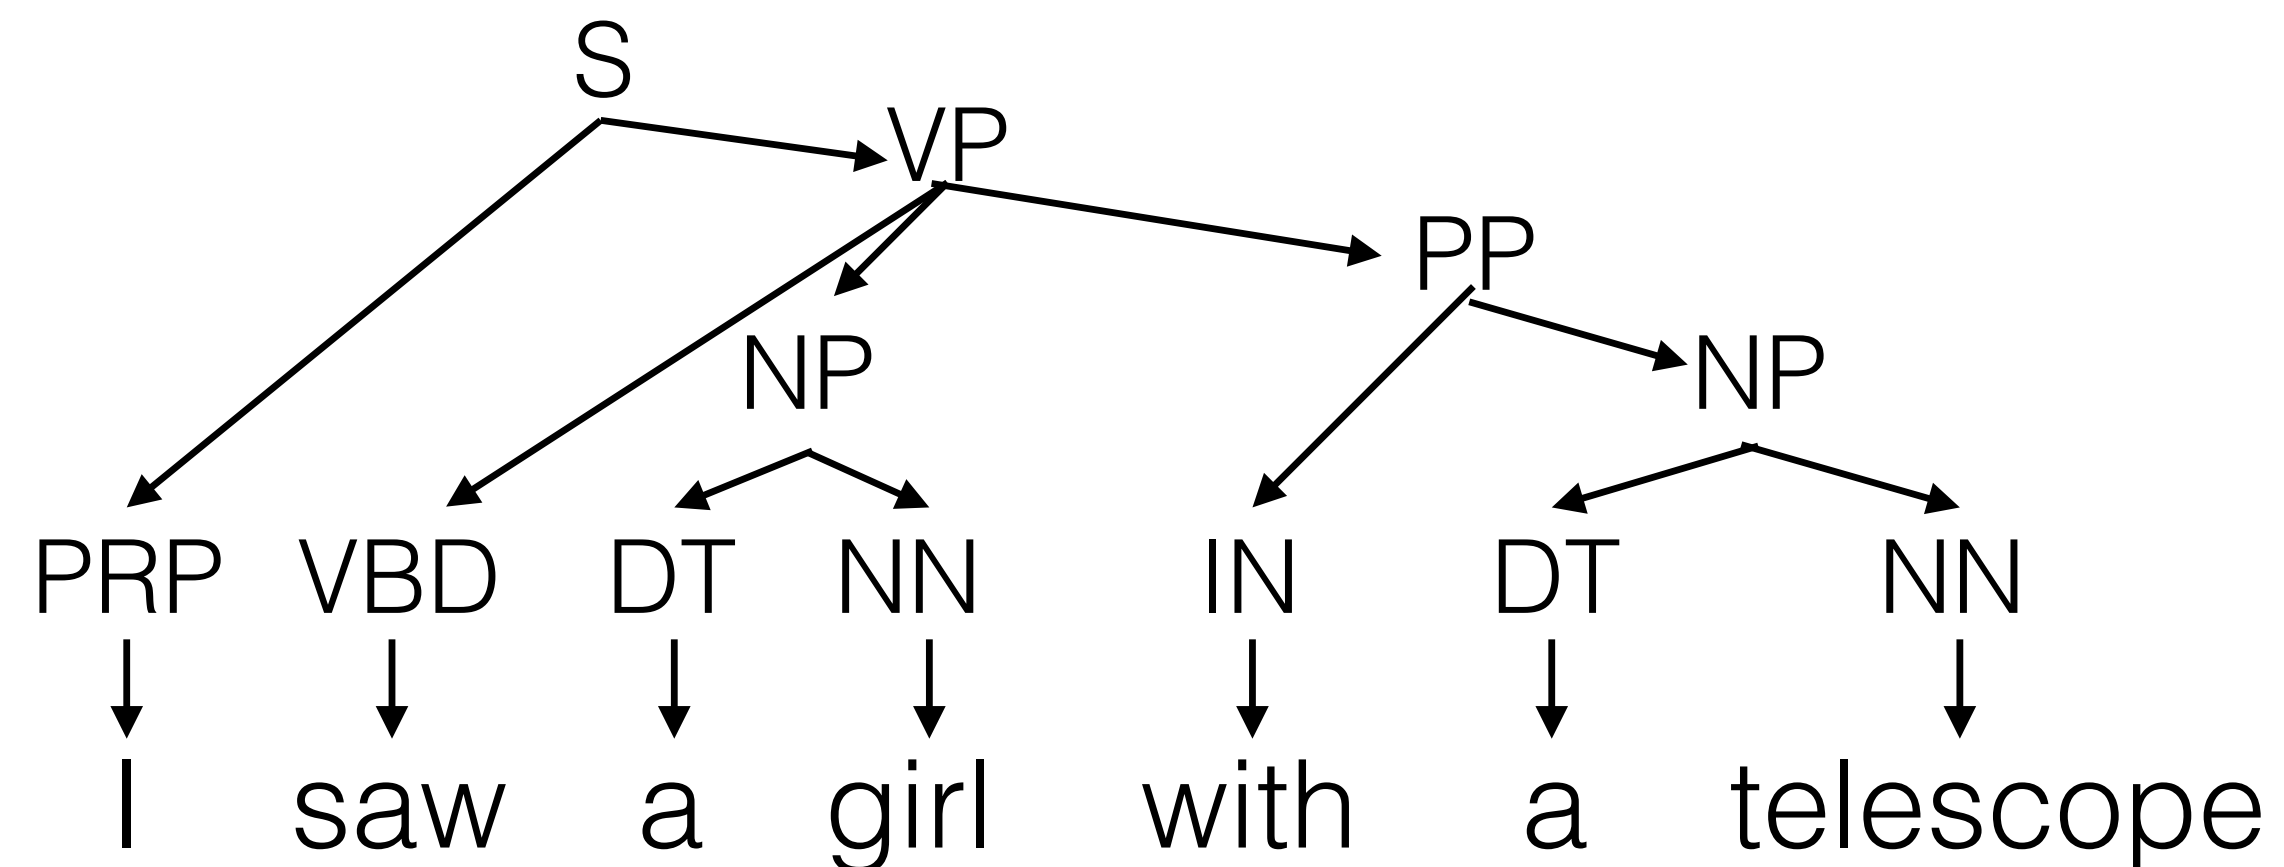 S
VP
PP
NP NP
PRP VBD DT NN IN DT NN
I saw a girl with a telescope